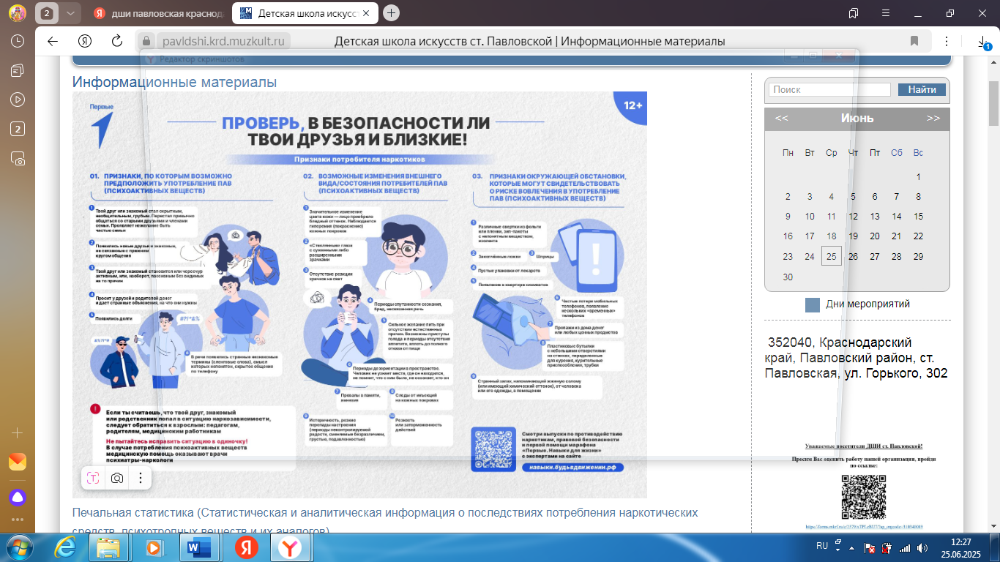 2
дши павловская краснод
Детская школа искусст
pavldshi.krd.muzkult.ru
Детская школа искусств ст. Павловской | Информационные материалы
1
Редактор скриншотов
2
Информационные материалы
Первые
12+
ПРОВЕРЬ, В БЕЗОПАСНОСТИ ЛИ
ТВОИ ДРУЗЬЯ И БЛИЗКИЕ!
Признаки потребителя наркотиков
01. ПРИЗНАКИ, ПО КОТОРЫМ ВОЗМОЖНО
ПРЕДПОЛОЖИТЬ УПОТРЕБЛЕНИЕ ПАВ
(ПСИХОАКТИВНЫХ ВЕЩЕСТВ)
1 Твой друг или знакомый стал скрытным,
необщительным, грубым. Перестал привычно
общаться со старыми друзьями и членами
семьи. Проявляет нежелание быть
частью семьи
2 Появились новые друзья и знакомые,
не связанные с прежним
кругом общения
3 Твой друг или знакомый становится чересчур
активным, или, наоборот, пассивным без видимых
на то причин
4 Просит у друзей и родителей денег
и дает странные объяснения, на что они нужны
5 Появились долги
#?!*&%
&%?!*#
6 В речи появились странные незнакомые
термины (сленговые слова), смысл
которых непонятен, скрытое общение
по телефону
! Если ты считаешь, что твой друг, знакомый
или родственник попал в ситуацию наркозависимости,
следует обратиться к взрослым: педагогам,
родителям, медицинским работникам
Не пытайтесь исправить ситуацию в одиночку!
В случае потребления психоактивных веществ
медицинскую помощь оказывают врачи
психиатры-наркологи
02. ВОЗМОЖНЫЕ ИЗМЕНЕНИЯ ВНЕШНЕГО
ВИДА/СОСТОЯНИЯ ПОТРЕБИТЕЛЕЙ ПАВ
(ПСИХОАКТИВНЫХ ВЕЩЕСТВ)
1 Значительное изменение
цвета кожи — лицо приобрело
бледный оттенок. Наблюдается
гиперемия (покраснение)
кожных покровов
2 «Стеклянные» глаза
с суженными либо
расширенными
зрачками
3 Отсутствие реакции
зрачков на свет
4 Периоды спутанности сознания,
бред, несвязанная речь
5 Сильное желание пить при
отсутствии естественных
причин. Возможны приступы
голода и периоды отсутствия
аппетита, вплоть до полного
отказа от пищи
6 Периоды дезориентации в пространстве.
Человек не узнает места, где он находился,
не помнит, что с ним было, не осознает, кто он
7 Провалы в памяти,
амнезия
8 Следы от инъекций
на кожных покровах
9 Истеричность, резкие
перепады настроения
(периоды неконтролируемой
радости, сменяемые безразличием,
грустью, подавленностью)
10 Резкость
или заторможенность
действий
03. ПРИЗНАКИ ОКРУЖАЮЩЕЙ ОБСТАНОВКИ,
КОТОРЫЕ МОГУТ СВИДЕТЕЛЬСТВОВАТЬ
О РИСКЕ ВОВЛЕЧЕНИЯ В УПОТРЕБЛЕНИЕ
ПАВ (ПСИХОАКТИВНЫХ ВЕЩЕСТВ)
1 Различные свертки из фольги
или пленки, зип-пакеты
с непонятным веществом,
изолента
2 Закопчённые ложки
3 Шприцы
4 Пустые упаковки от лекарств
5 Появление в квартире химикатов
6 Частые потери мобильных
телефонов, появление
нескольких «временных»
телефонов
7 Пропажи из дома денег
или любых ценных предметов
8 Пластиковые бутылки
с небольшими отверстиями
на стенках, переделанные
для курения, курительные
приспособления, трубки
9 Странный запах, напоминающий жженую солому
(или имеющий химический оттенок), от человека
или его одежды, в помещении
Смотри выпуски по противодействию
наркотикам, правовой безопасности
и первой помощи марафона
«Первые. Навыки для жизни»
с экспертами на сайте
навыки.будьвдвижении.рф
Печальная статистика (Статистическая и аналитическая информация о последствиях потребления наркотических
средств, психотропных веществ и их аналогов)
Поиск
Найти
<< Июнь >>
Пн Вт Ср Чт Пт Сб Вс
1
2 3 4 5 6 7 8
9 10 11 12 13 14 15
16 17 18 19 20 21 22
23 24 25 26 27 28 29
30
Дни мероприятий
352040, Краснодарский
край, Павловский район, ст.
Павловская, ул. Горького, 302
Уважаемые посетители ДШИ ст. Павловской!
Просим Вас оценить работу нашей организации, пройдя
по ссылке:
RU
12:27
25.06.2025